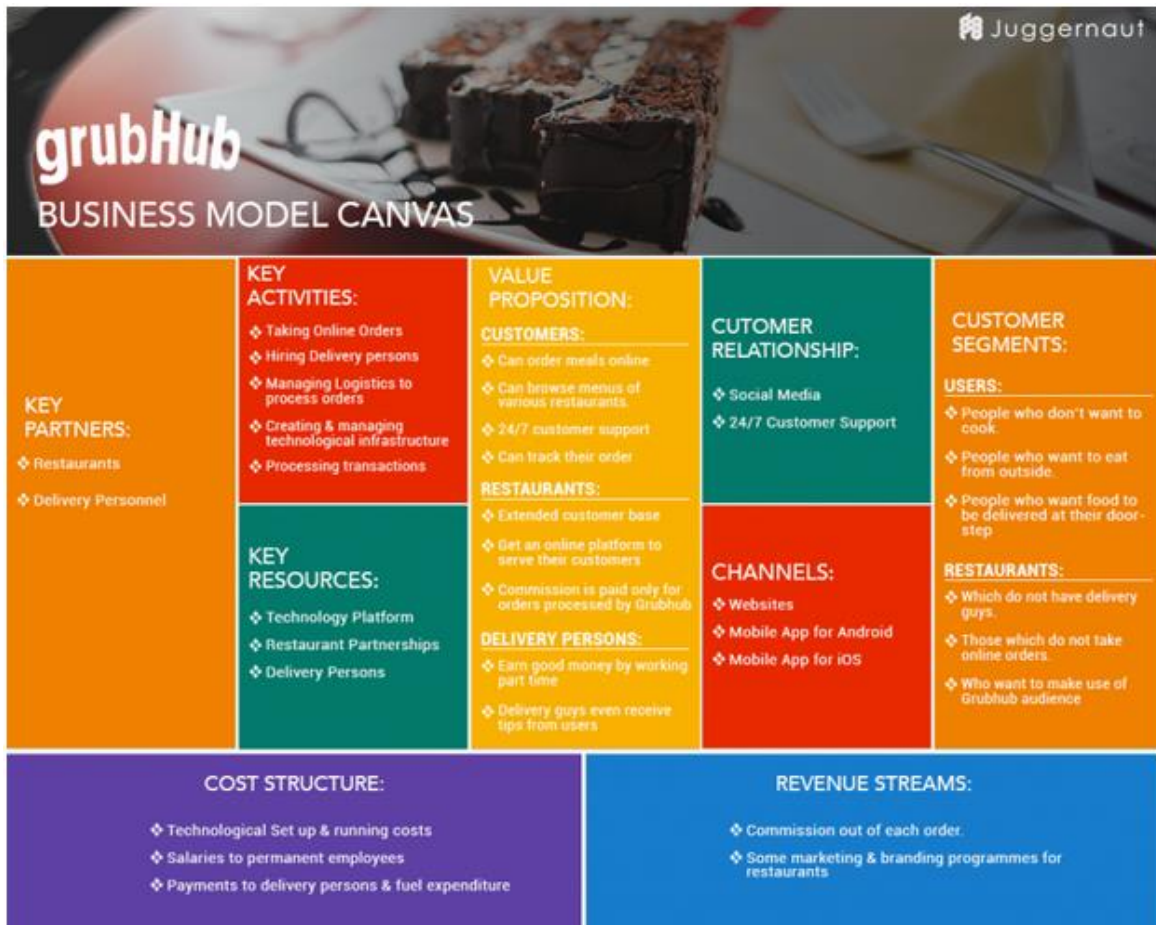 Juggernaut
grubHub
BUSINESS MODEL CANVAS
KEY
PARTNERS:
❖ Restaurants
❖ Delivery Personnel
KEY
ACTIVITIES:
❖ Taking Online Orders
❖ Hiring Delivery persons
❖ Managing Logistics to
process orders
❖ Creating & managing
technological infrastructure
❖ Processing transactions
KEY
RESOURCES:
❖ Technology Platform
❖ Restaurant Partnerships
❖ Delivery Persons
VALUE
PROPOSITION:
CUSTOMERS:
❖ Can order meals online
❖ Can browse menus of
various restaurants.
❖ 24/7 customer support
❖ Can track their order
RESTAURANTS:
❖ Extended customer base
❖ Get an online platform to
serve their customers
❖ Commission is paid only for
orders processed by Grubhub
DELIVERY PERSONS:
❖ Earn good money by working
part time
❖ Delivery guys even receive
tips from users
CUTOMER
RELATIONSHIP:
❖ Social Media
❖ 24/7 Customer Support
CHANNELS:
❖ Websites
❖ Mobile App for Android
❖ Mobile App for iOS
CUSTOMER
SEGMENTS:
USERS:
❖ People who don't want to
cook.
❖ People who want to eat
from outside.
❖ People who want food to
be delivered at their door-
step
RESTAURANTS:
❖ Which do not have delivery
guys.
❖ Those which do not take
online orders.
❖ Who want to make use of
Grubhub audience
COST STRUCTURE:
❖ Technological Set up & running costs
❖ Salaries to permanent employees
❖ Payments to delivery persons & fuel expenditure
REVENUE STREAMS:
❖ Commission out of each order.
❖ Some marketing & branding programmes for
restaurants